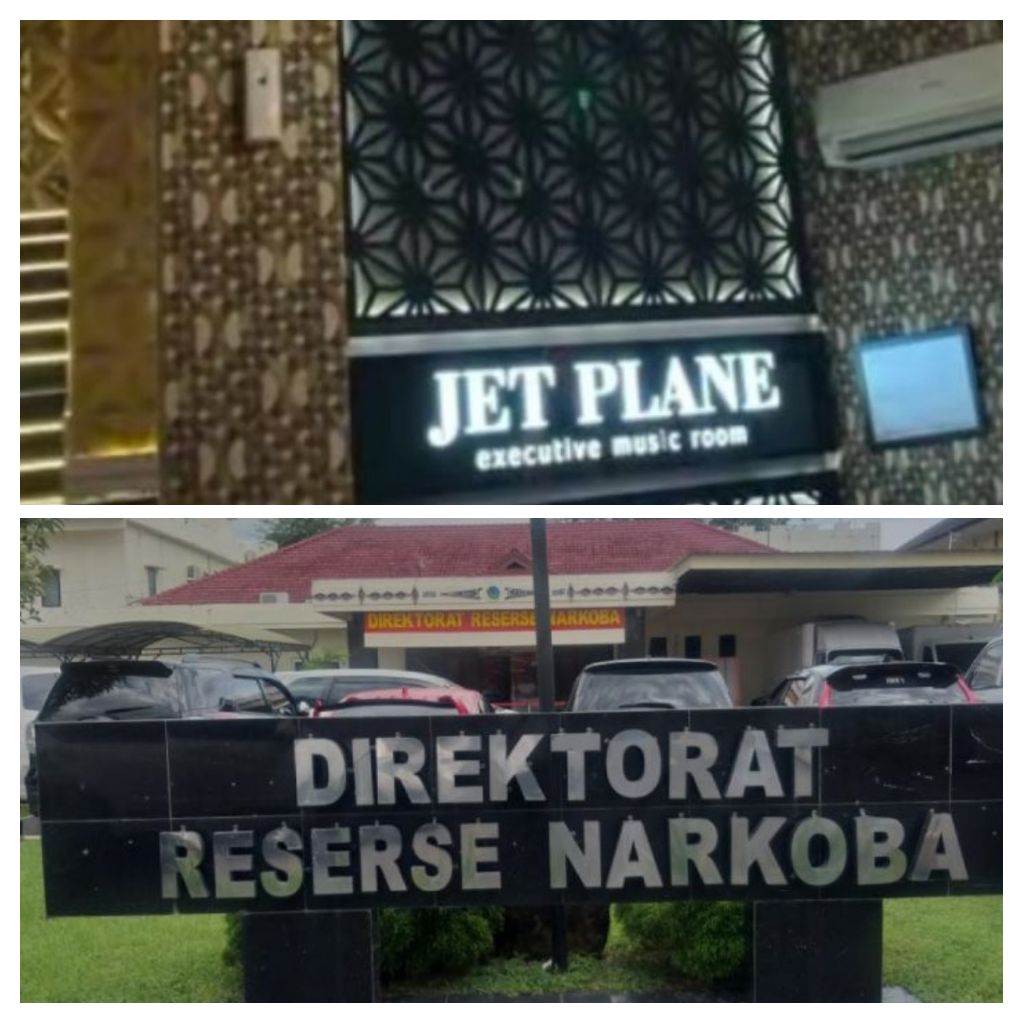 JET PLANE
executive music room
DIREKTORAT RESERSE NARKOBA
DIREKTORAT
RESERSE NARKOBA